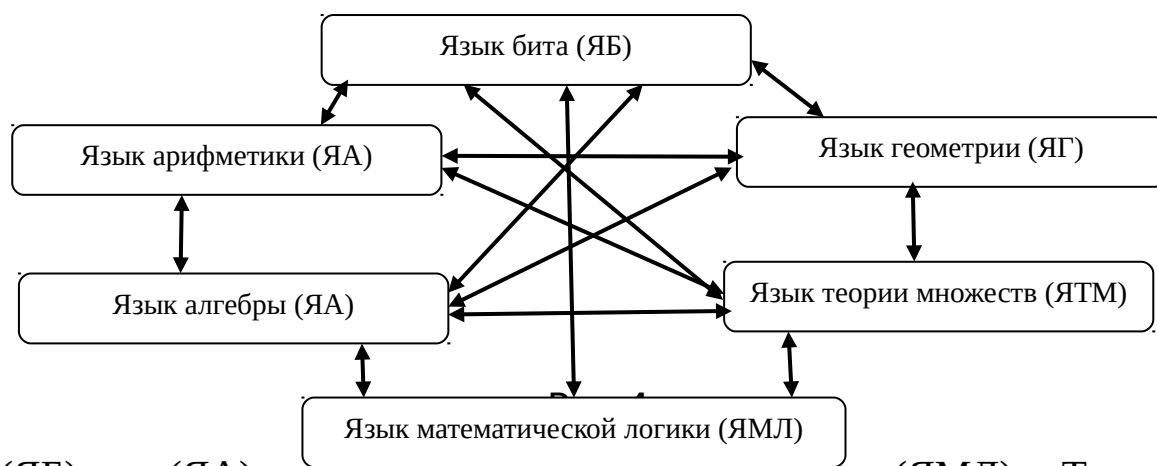 Язык бита (ЯБ)
Язык арифметики (ЯА)
Язык геометрии (ЯГ)
Язык алгебры (ЯА)
Язык теории множеств (ЯТМ)
Язык математической логики (ЯМЛ)